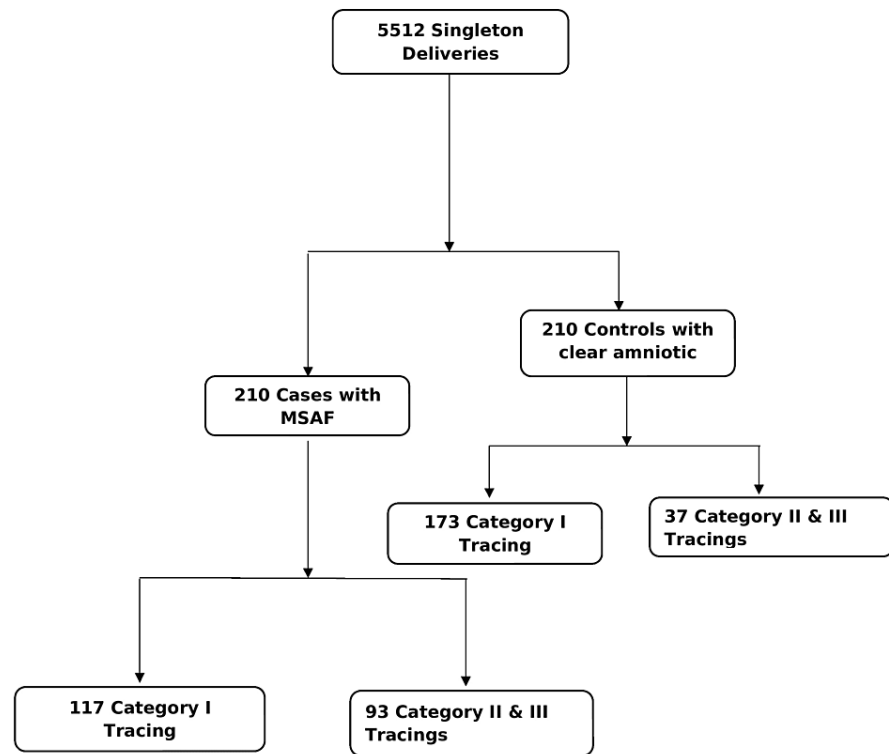 5512 Singleton
Deliveries
210 Controls with
clear amniotic
210 Cases with
MSAF
173 Category I
Tracing
37 Category II & III
Tracings
117 Category I
Tracing
93 Category II & III
Tracings